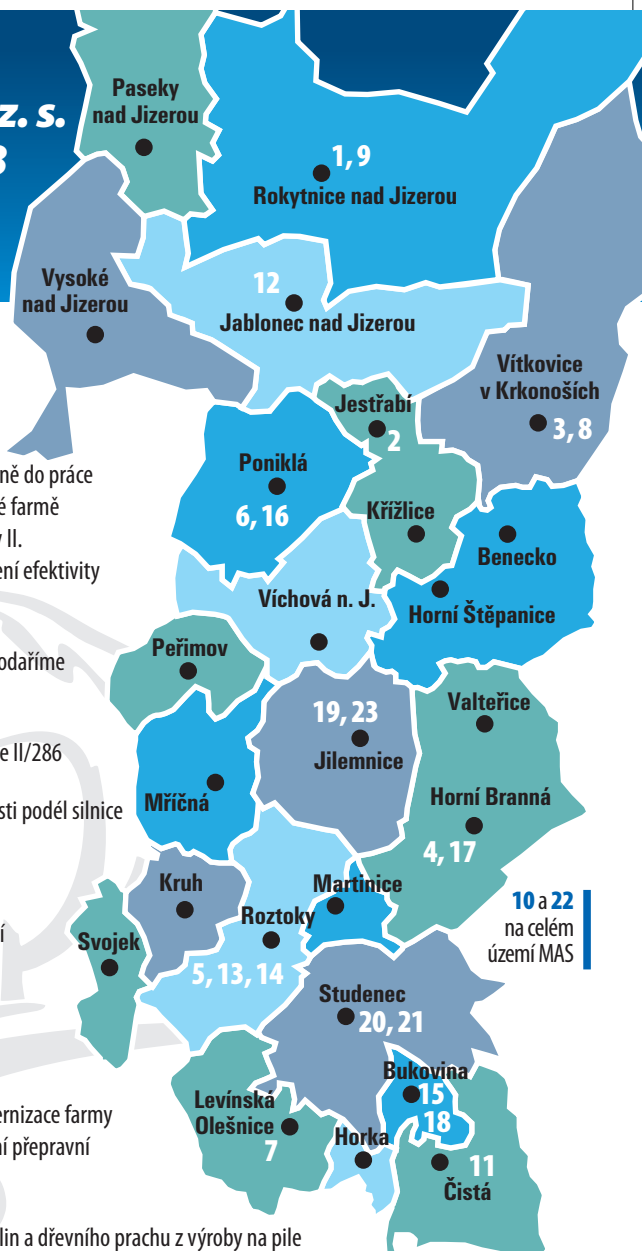 z. s.
3
Paseky
nad Jizerou
1, 9
Rokytnice nad Jizerou
Vysoké
nad Jizerou
12
Jablonec nad Jizerou
Vítkovice
v Krkonoších
3, 8
Jestřabí
2
Poniklá
6, 16
Křížlice
Benecko
Horní Štěpanice
Víchová n. J.
Peřimov
19, 23
Jilemnice
Valteřice
Mříčná
Horní Branná
4, 17
Kruh
Martinice
Roztoky
5, 13, 14
Svojek
10 a 22
na celém
území MAS
Studenec
20, 21
Bukovina
15
18
Levínská
Olešnice
7
Horka
11
Čistá
ně do práce
é farmě
y II.
ení efektivity
odaříme
e II/286
sti podél silnice
í
ernizace farmy
ní přepravní
lin a dřevního prachu z výroby na pile